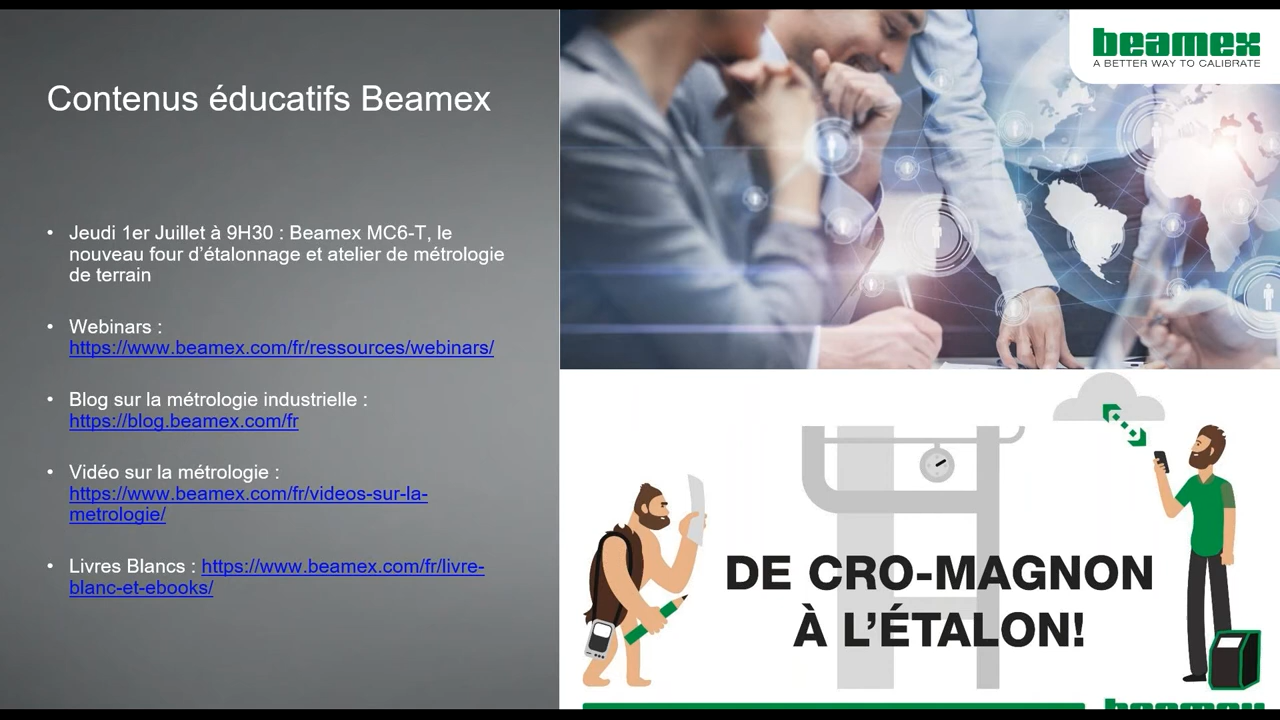 Contenus éducatifs Beamex
• Jeudi 1er Juillet à 9H30 : Beamex MC6-T, le
nouveau four d’étalonnage et atelier de métrologie
de terrain
• Webinars :
https://www.beamex.com/fr/ressources/webinars/
• Blog sur la métrologie industrielle :
https://blog.beamex.com/fr
• Vidéo sur la métrologie :
https://www.beamex.com/fr/videos-sur-la-
metrologie/
• Livres Blancs : https://www.beamex.com/fr/livre-
blanc-et-ebooks/
beamex
A BETTER WAY TO CALIBRATE
DE CRO-MAGNON
À L’ÉTALON!
beamex